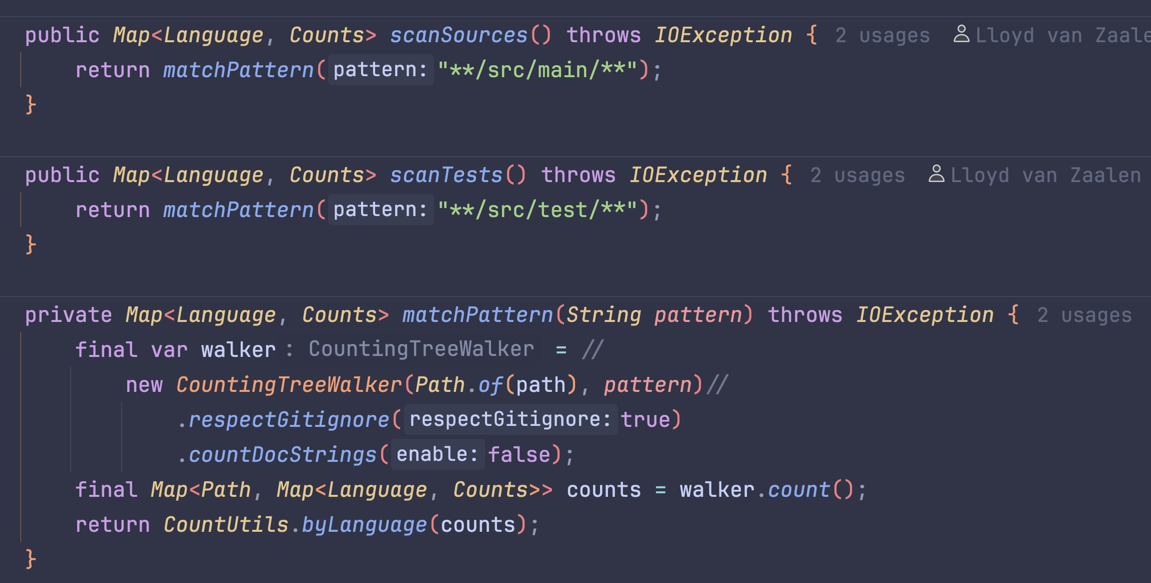 public Map<Language, Counts> scanSources() throws IOException { 2 usages Lloyd van
return matchPattern( pattern: "**/src/main/**");
}
public Map<Language, Counts> scanTests() throws IOException { 2 usages Lloyd van Zaalen
return matchPattern( pattern: "**/src/test/**");
}
private Map<Language, Counts> matchPattern(String pattern) throws IOException { 2 usages
final var walker : CountingTreeWalker = //
new CountingTreeWalker(Path.of(path), pattern)//
.respectGitignore( respectGitignore: true)
.countDocStrings( enable: false);
final Map<Path, Map<Language, Counts>> counts = walker.count();
return CountUtils.byLanguage(counts);
}